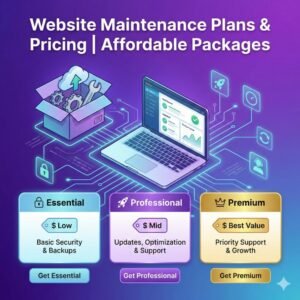 Website Maintenance Plans &
Pricing | Affordable Packages
Essential
$ Low
Basic Security
& Backups
Get Essential
Professional
$ Mid
Updates, Optimization
& Support
Get Professional
Premium
$ Best Value
Priority Support
& Growth
Get Premium